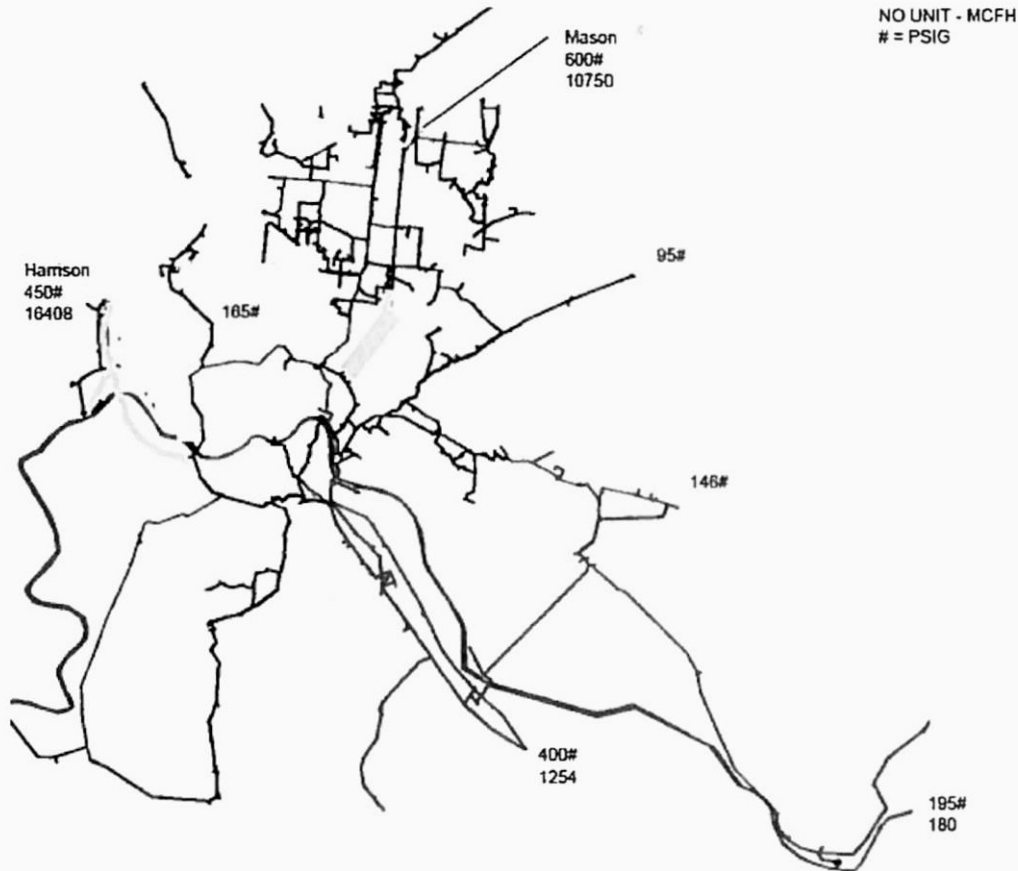 NO UNIT - MCFH
# = PSIG
Mason
600#
10750
95#
Harrison
450#
16408
165#
146#
400#
1254
195#
180